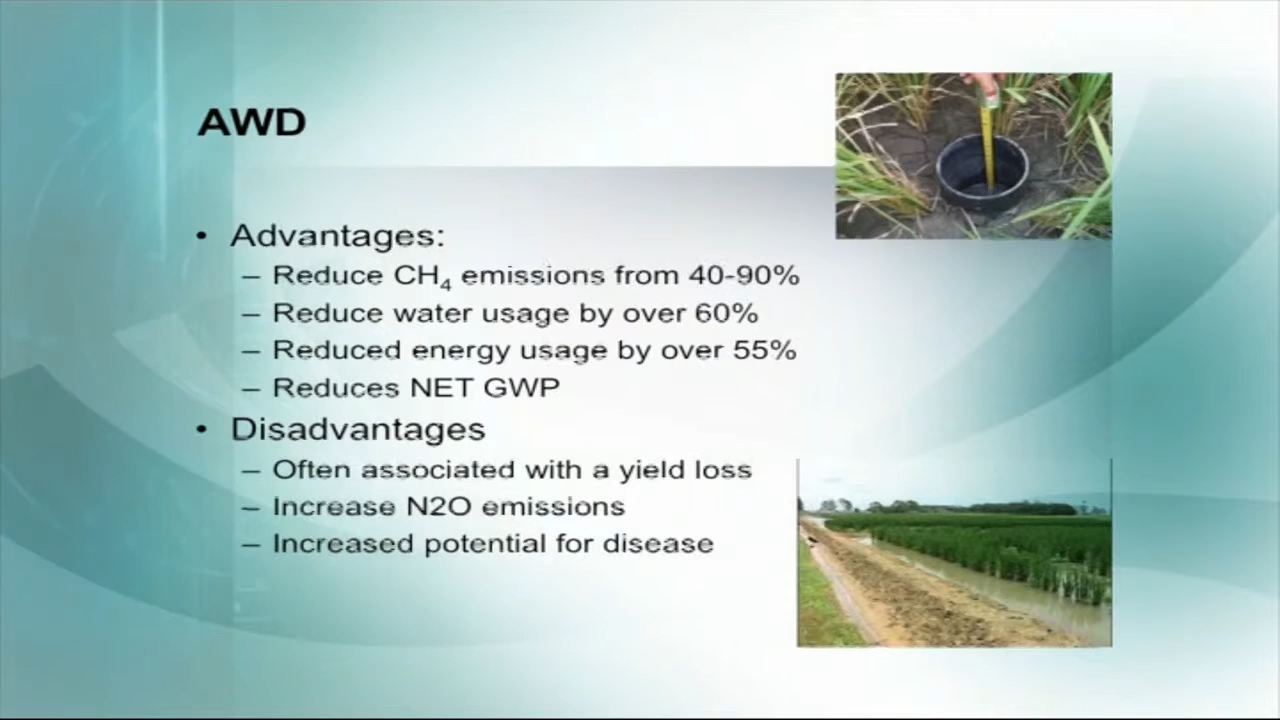 AWD
• Advantages:
– Reduce CH₄ emissions from 40-90%
– Reduce water usage by over 60%
– Reduced energy usage by over 55%
– Reduces NET GWP
• Disadvantages
– Often associated with a yield loss
– Increase N2O emissions
– Increased potential for disease